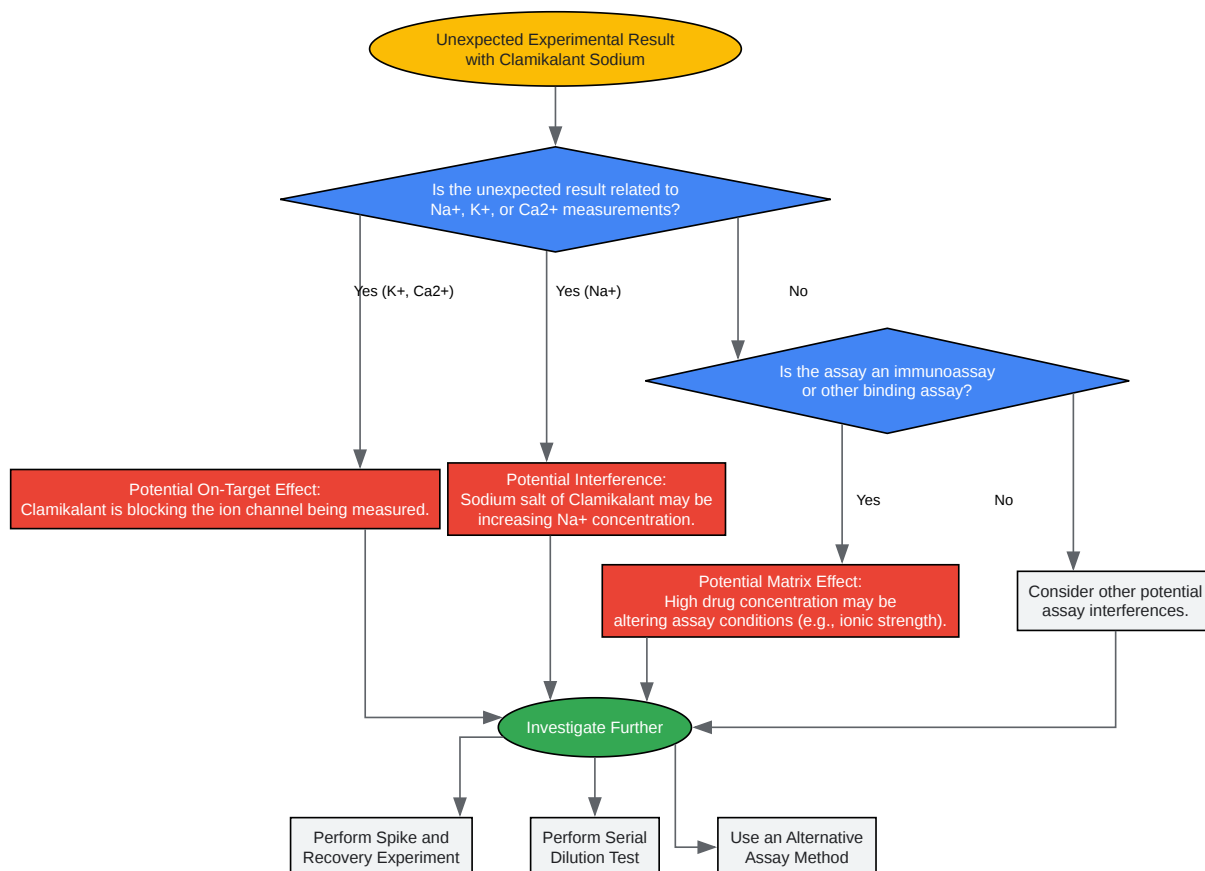 Unexpected Experimental Result
with Clamikalant Sodium
Is the unexpected result related to
Na+, K+, or Ca2+ measurements?
Yes (K+, Ca2+)
Yes (Na+)
No
Is the assay an immunoassay
or other binding assay?
Potential On-Target Effect:
Clamikalant is blocking the ion channel being measured.
Potential Interference:
Sodium salt of Clamikalant may be
increasing Na+ concentration.
Yes
No
Potential Matrix Effect:
High drug concentration may be
altering assay conditions (e.g., ionic strength).
Consider other potential
assay interferences.
Investigate Further
Perform Spike and
Recovery Experiment
Perform Serial
Dilution Test
Use an Alternative
Assay Method